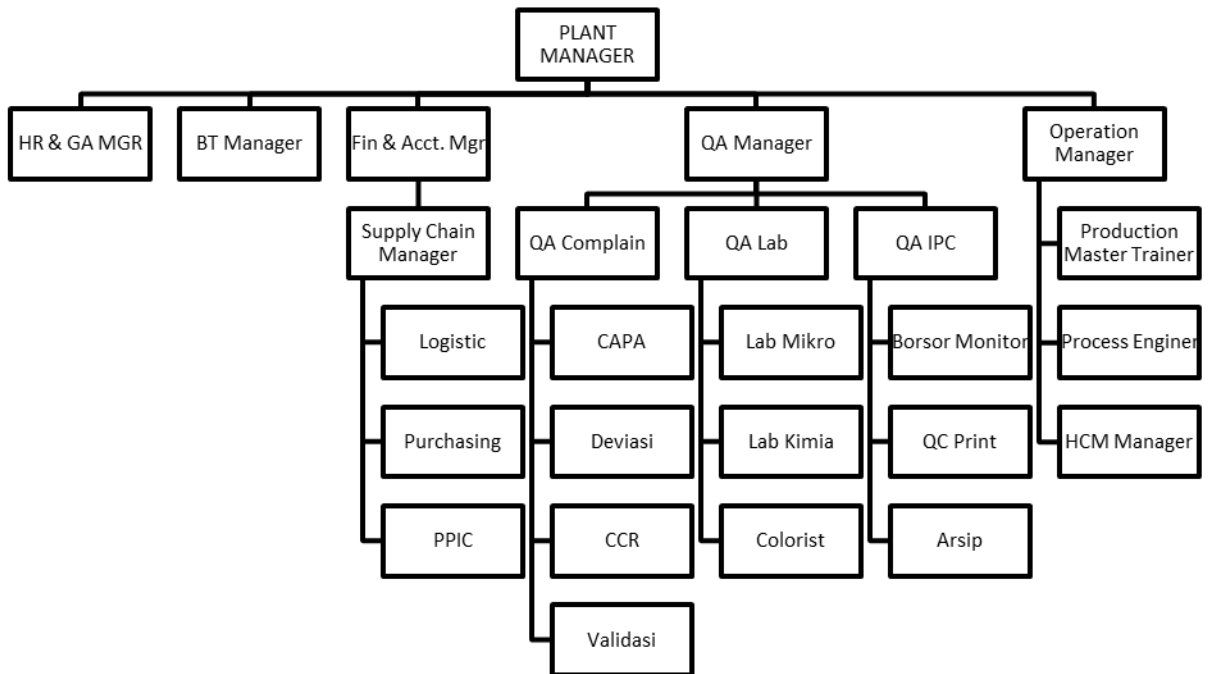 PLANT
MANAGER
HR & GA MGR
BT Manager
Fin & Acct. Mgr
QA Manager
Operation
Manager
Supply Chain
Manager
QA Complain
QA Lab
QA IPC
Production
Master Trainer
Logistic
CAPA
Lab Mikro
Borsor Monitor
Process Enginer
Purchasing
Deviasi
Lab Kimia
QC Print
HCM Manager
PPIC
CCR
Colorist
Arsip
Validasi